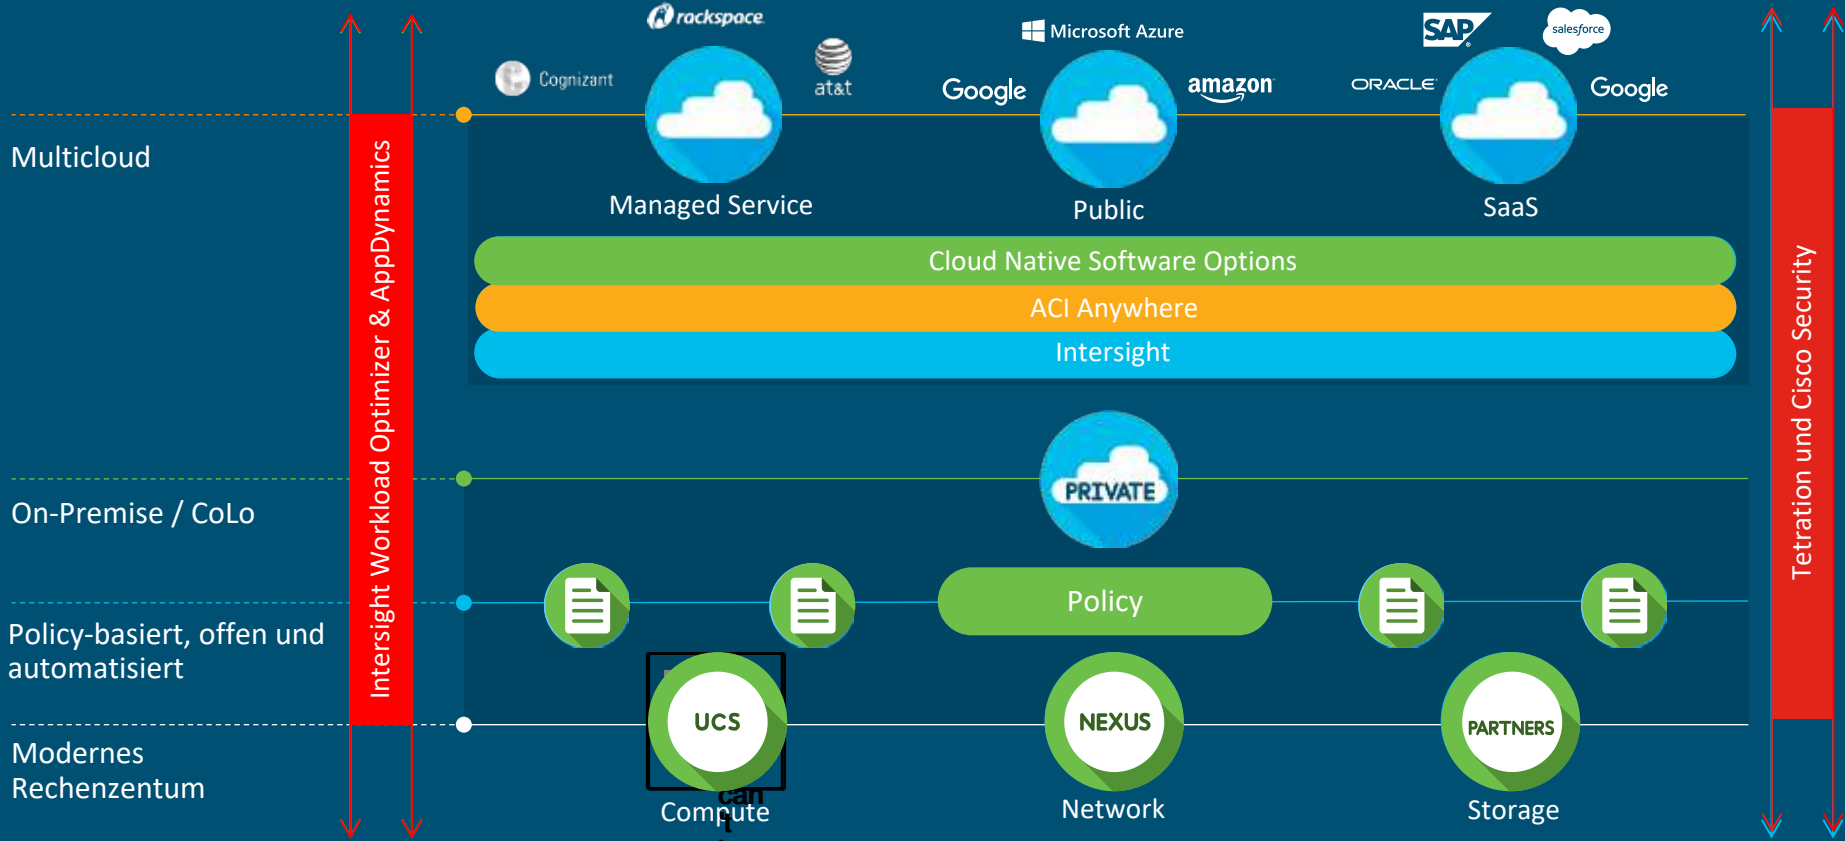 rackspace
Microsoft Azure
SAP
salesforce
Cognizant
at&t
Google
amazon
ORACLE
Google
Multicloud
Managed Service
Public
SaaS
Cloud Native Software Options
ACI Anywhere
Intersight
Intersight Workload Optimizer & AppDynamics
Tetration und Cisco Security
PRIVATE
On-Premise / CoLo
Policy
Policy-basiert, offen und
automatisiert
UCS
NEXUS
PARTNERS
Modernes
Rechenzentum
can
Compute
Network
Storage